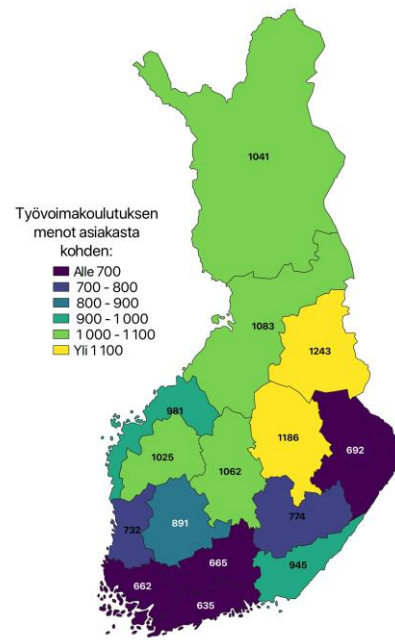 1041
Työvoimakoulutuksen
menot asiakasta
kohden:
Alle 700
700 - 800
800 - 900
900 - 1 000
1 000 - 1 100
Yli 1 100
1083
1243
981
1186
1025
692
1062
774
732
891
945
665
662
635